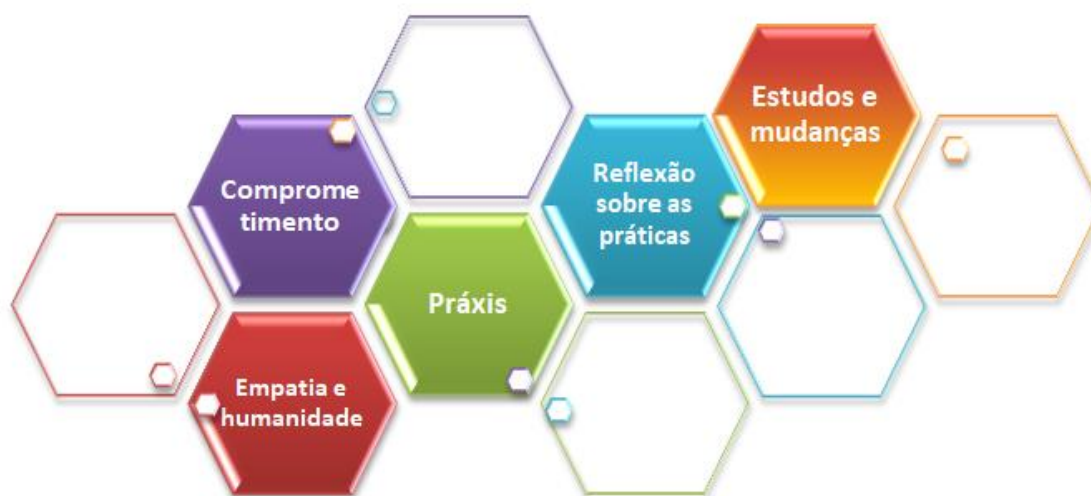 Comprome
timento
Empatia e
humanidade
Práxis
Reflexão
sobre as
práticas
Estudos e
mudanças